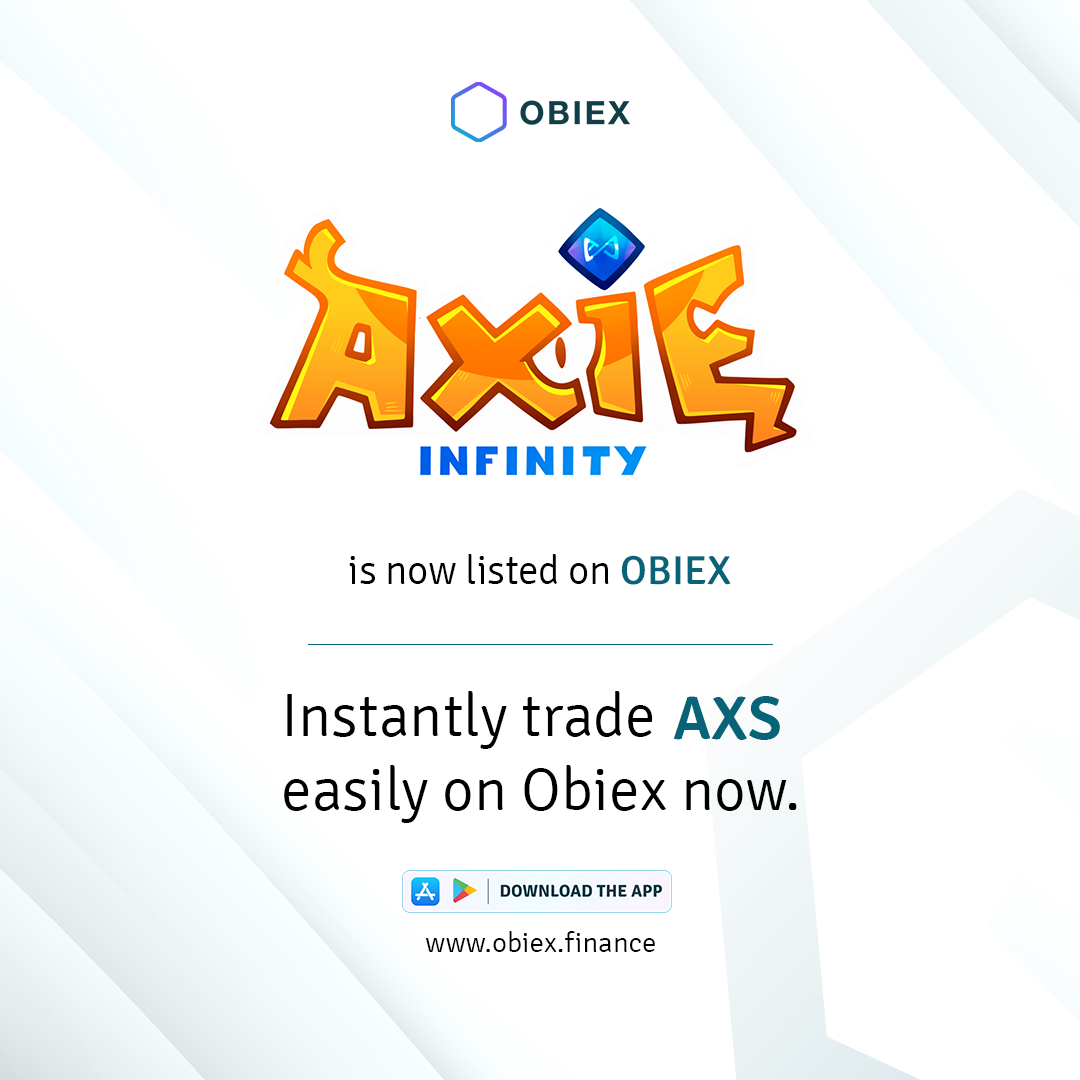 OBIEX
AXIE
INFINITY
is now listed on OBIEX
Instantly trade AXS
easily on Obiex now.
DOWNLOAD THE APP
www.obiex.finance